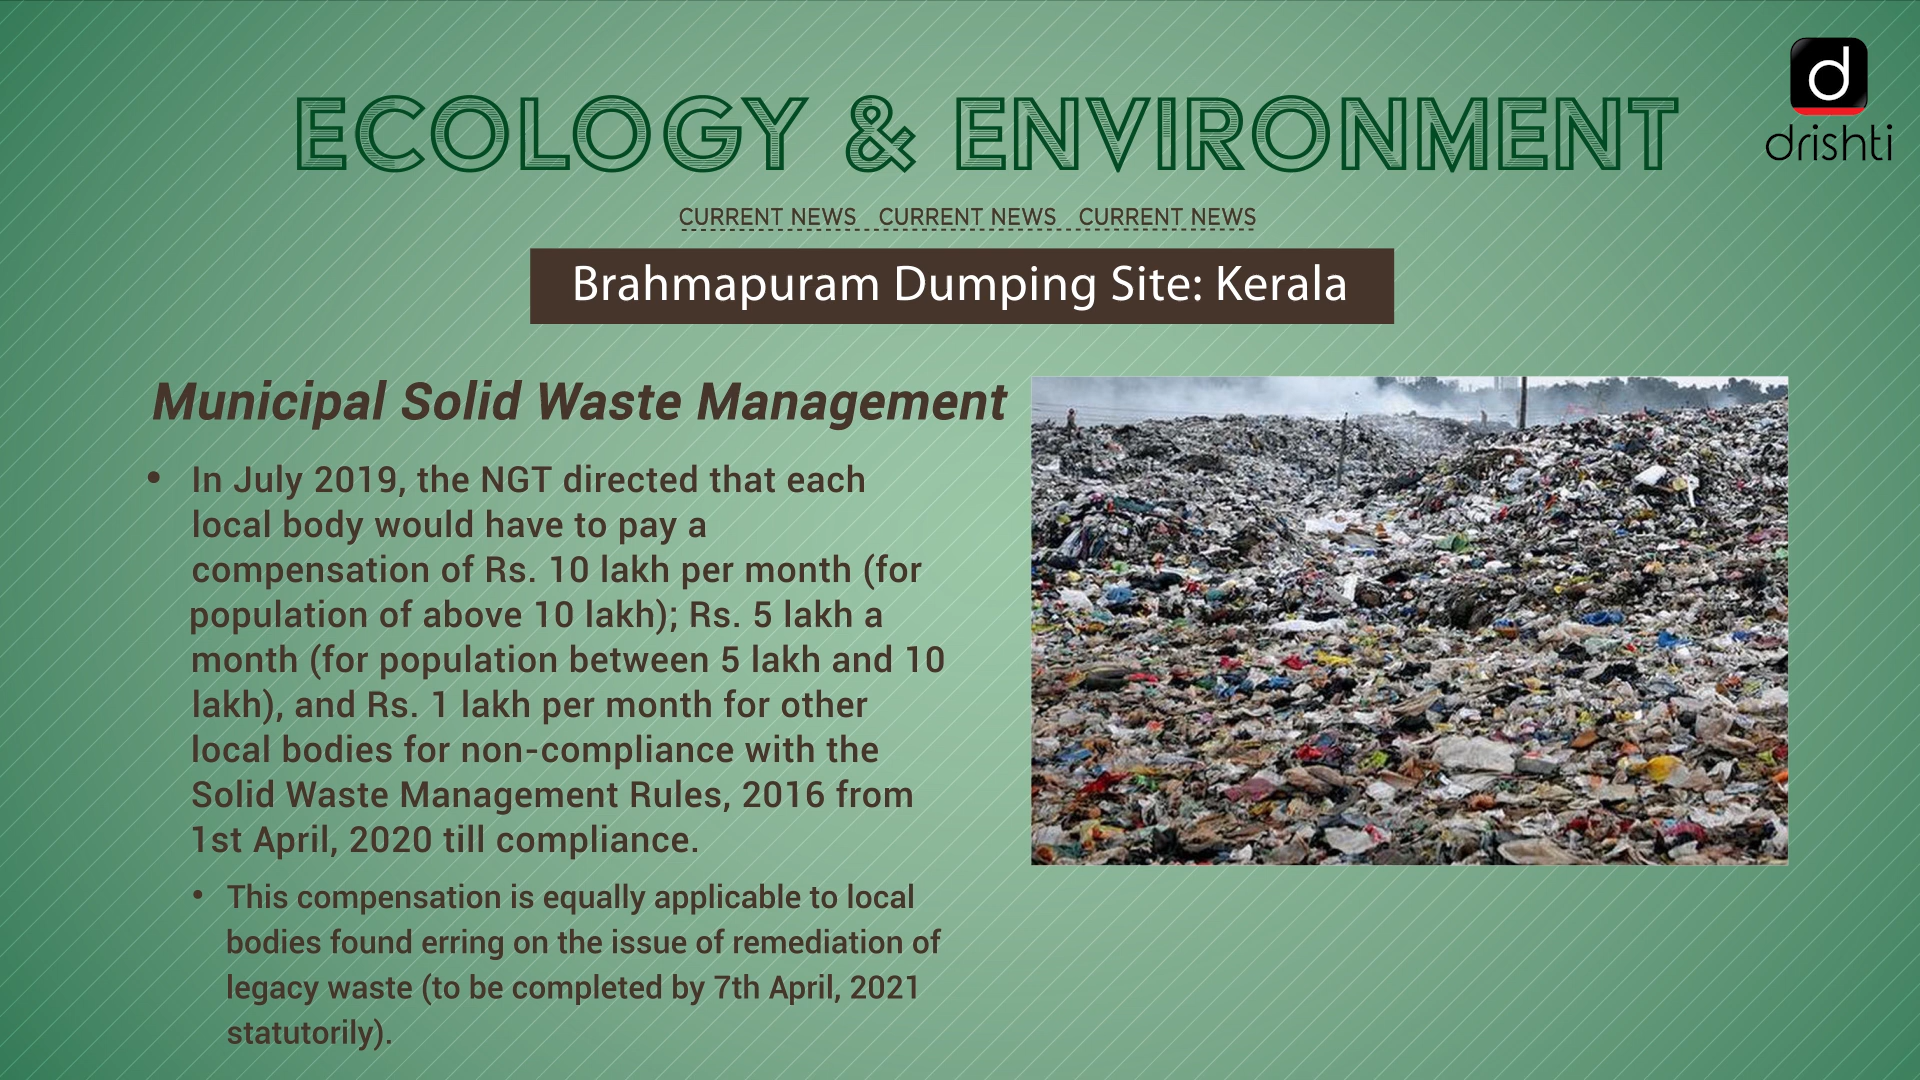 d
drishti
ECOLOGY & ENVIRONMENT
CURRENT NEWS CURRENT NEWS CURRENT NEWS
Brahmapuram Dumping Site: Kerala
Municipal Solid Waste Management
• In July 2019, the NGT directed that each
local body would have to pay a
compensation of Rs. 10 lakh per month (for
population of above 10 lakh); Rs. 5 lakh a
month (for population between 5 lakh and 10
lakh), and Rs. 1 lakh per month for other
local bodies for non-compliance with the
Solid Waste Management Rules, 2016 from
1st April, 2020 till compliance.
• This compensation is equally applicable to local
bodies found erring on the issue of remediation of
legacy waste (to be completed by 7th April, 2021
statutorily).